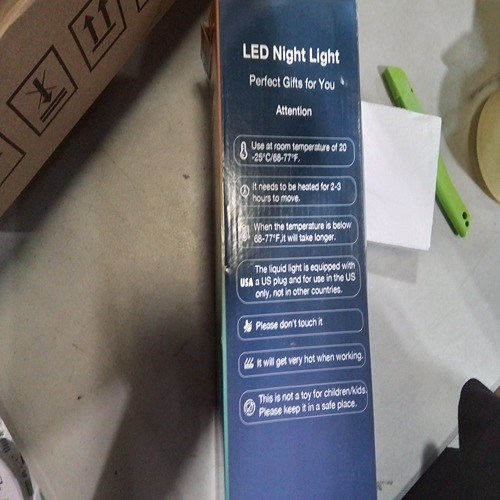 LED Night Light
Perfect Gifts for You
Attention
Use at room temperature of 20
-25°C/68-77°F.
It needs to be heated for 2-3
hours to move.
When the temperature is below
68-77°F,it will take longer.
The liquid light is equipped with
USA a US plug and for use in the US
only, not in other countries.
Please don't touch it
It will get very hot when working.
This is not a toy for children/kids.
Please keep it in a safe place.